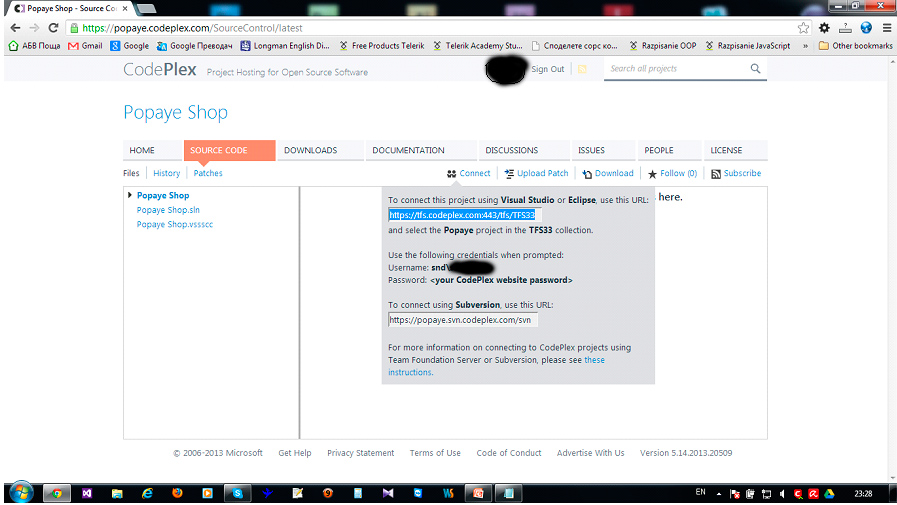 Popaye Shop - Source Co
https://popaye.codeplex.com/SourceControl/latest
АБВ Поща Gmail Google Google Преводач Longman English Di... Free Products Telerik Telerik Academy Stu... Споделете сорс ко... Razpisanie OOP Razpisanie JavaScript » Other bookmarks
CodePlex Project Hosting for Open Source Software
Sign Out
Search all projects
Popaye Shop
HOME SOURCE CODE DOWNLOADS DOCUMENTATION DISCUSSIONS ISSUES PEOPLE LICENSE
Files History Patches Connect Upload Patch Download Follow (0) Subscribe
Popaye Shop
Popaye Shop.sln
Popaye Shop.vssscc
To connect this project using Visual Studio or Eclipse, use this URL:
https://tfs.codeplex.com:443/tfs/TFS33
and select the Popaye project in the TFS33 collection.
Use the following credentials when prompted:
Username: snd\
Password: <your CodePlex website password>
To connect using Subversion, use this URL:
https://popaye.svn.codeplex.com/svn
For more information on connecting to CodePlex projects using
Team Foundation Server or Subversion, please see these
instructions.
here.
© 2006-2013 Microsoft Get Help Privacy Statement Terms of Use Code of Conduct Advertise With Us Version 5.14.2013.20509
EN 23:28